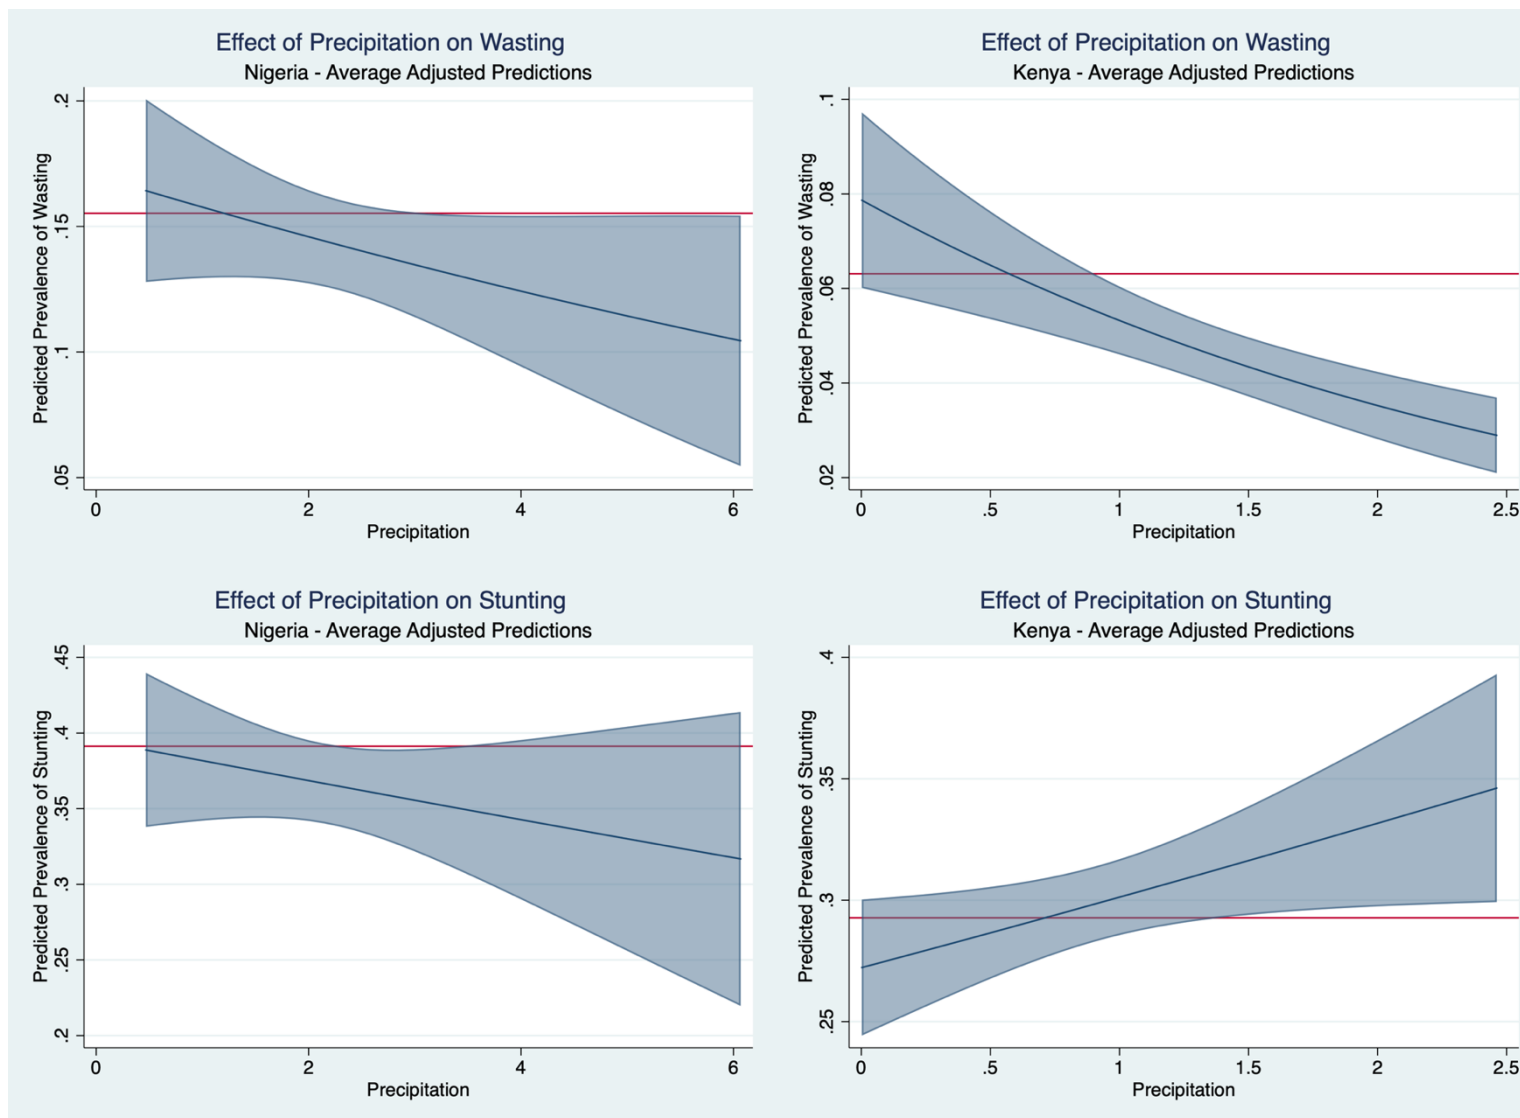 Effect of Precipitation on Wasting
Nigeria - Average Adjusted Predictions
Predicted Prevalence of Wasting
.2
.15
.1
.05
0 2 4 6
Precipitation
Effect of Precipitation on Wasting
Kenya - Average Adjusted Predictions
Predicted Prevalence of Wasting
.1
.08
.06
.04
.02
0 .5 1 1.5 2 2.5
Precipitation
Effect of Precipitation on Stunting
Nigeria - Average Adjusted Predictions
Predicted Prevalence of Stunting
.45
.4
.35
.3
.25
.2
0 2 4 6
Precipitation
Effect of Precipitation on Stunting
Kenya - Average Adjusted Predictions
Predicted Prevalence of Stunting
.4
.35
.3
.25
0 .5 1 1.5 2 2.5
Precipitation